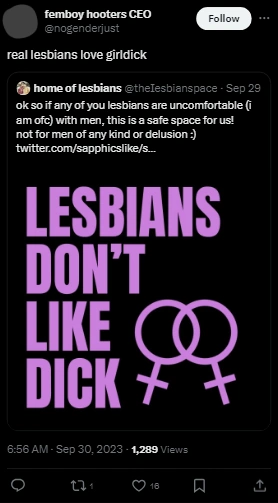 femboy hooters CEO
@nogenderjust
Follow
real lesbians love girldick
home of lesbians @thelesbianspace · Sep 29
ok so if any of you lesbians are uncomfortable (i
am ofc) with men, this is a safe space for us!
not for men of any kind or delusion :)
twitter.com/sapphicslike/s...
LESBIANS
DON'T
LIKE
DICK
6:56 AM · Sep 30, 2023 · 1,289 Views
1
16